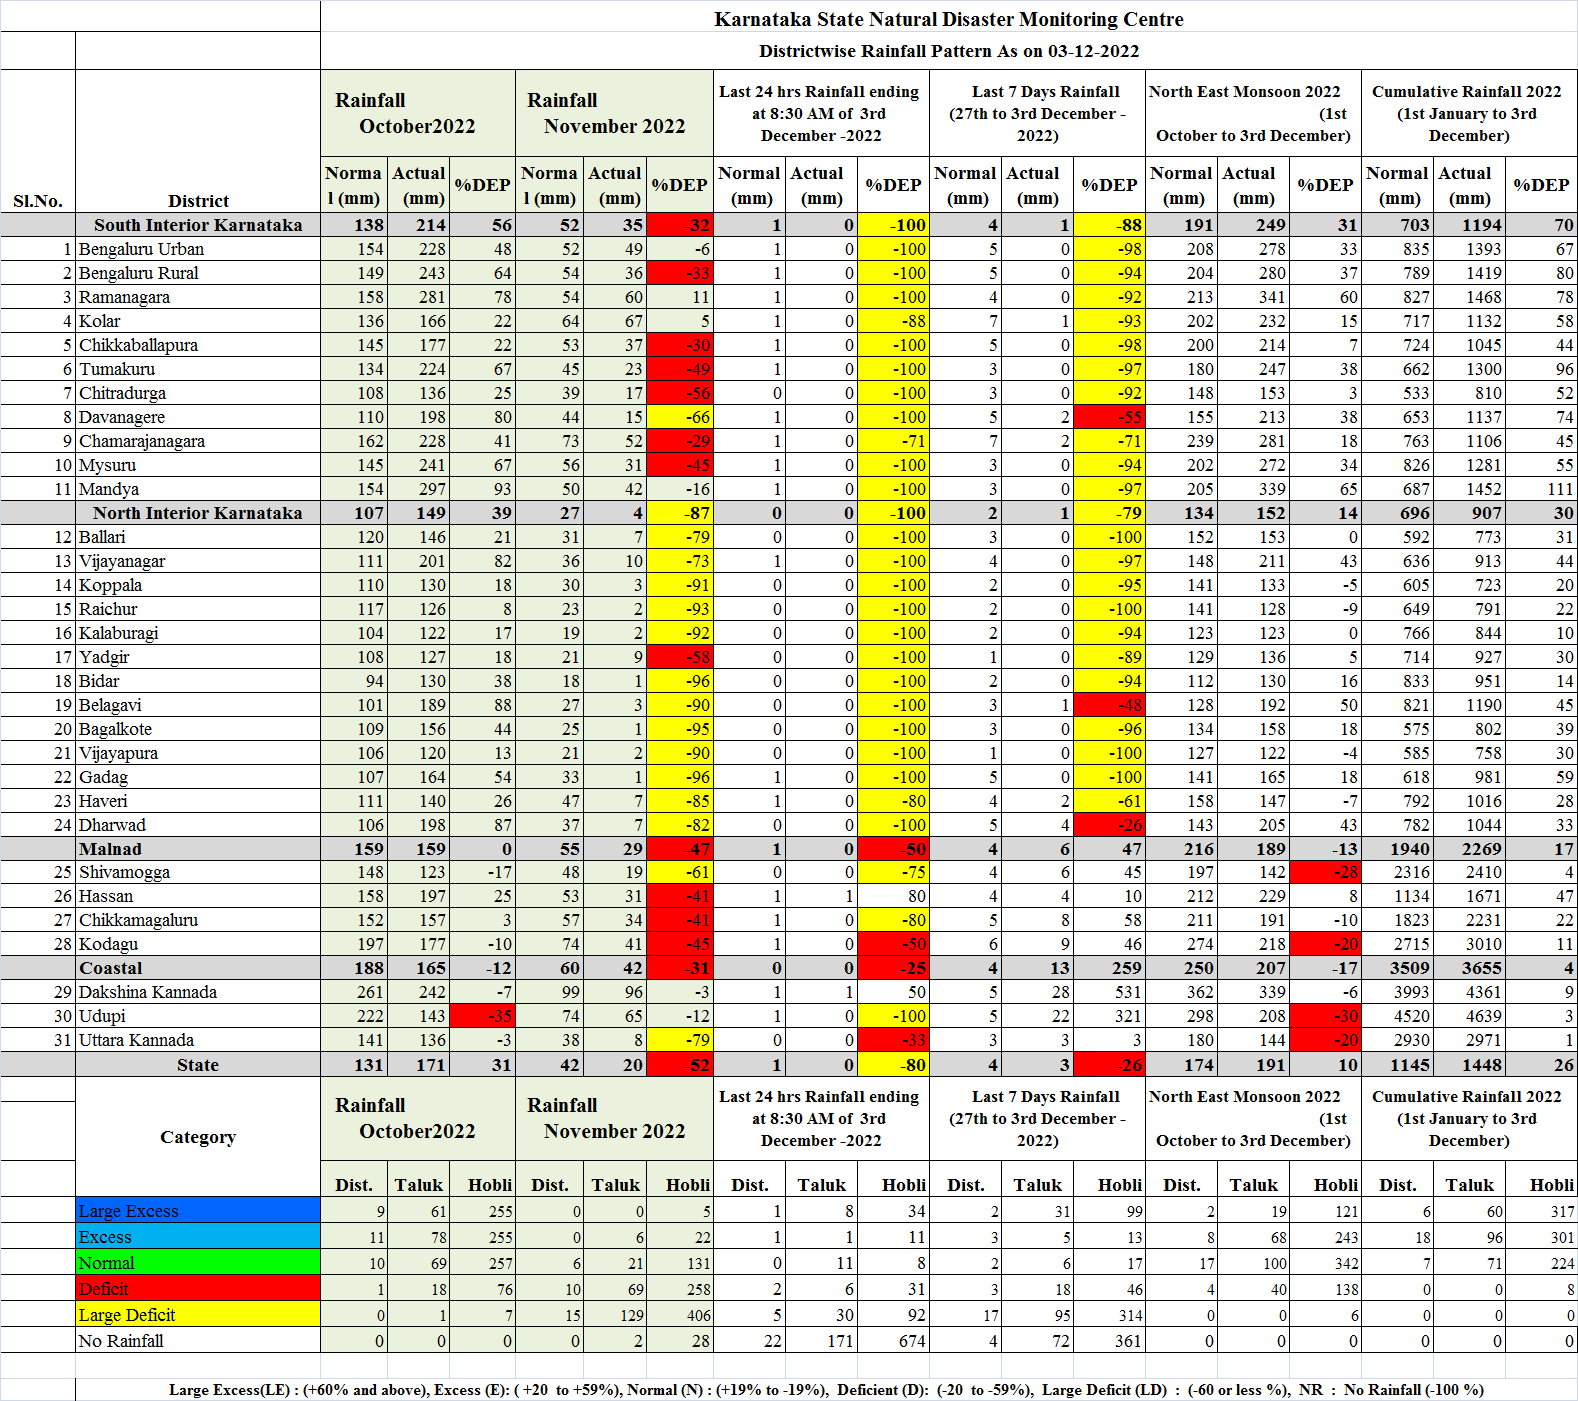 Karnataka State Natural Disaster Monitoring Centre
Districtwise Rainfall Pattern As on 03-12-2022
Sl.No. District Rainfall October2022 Rainfall November 2022 Last 24 hrs Rainfall ending at 8:30 AM of 3rd December -2022 Last 7 Days Rainfall (27th to 3rd December - 2022) North East Monsoon 2022 (1st October to 3rd December) Cumulative Rainfall 2022 (1st January to 3rd December)
Normal (mm) Actual (mm) %DEP Normal (mm) Actual (mm) %DEP Normal (mm) Actual (mm) %DEP Normal (mm) Actual (mm) %DEP Normal (mm) Actual (mm) %DEP Normal (mm) Actual (mm) %DEP
South Interior Karnataka 138 214 56 52 35 -32 1 0 -100 4 1 -88 191 249 31 703 1194 70
1 Bengaluru Urban 154 228 48 52 49 -6 1 0 -100 5 0 -98 208 278 33 835 1393 67
2 Bengaluru Rural 149 243 64 54 36 -33 1 0 -100 5 0 -94 204 280 37 789 1419 80
3 Ramanagara 158 281 78 54 60 11 1 0 -100 4 0 -92 213 341 60 827 1468 78
4 Kolar 136 166 22 64 67 5 1 0 -88 7 1 -93 202 232 15 717 1132 58
5 Chikkaballapura 145 177 22 53 37 -30 1 0 -100 5 0 -98 200 214 7 724 1045 44
6 Tumakuru 134 224 67 45 23 -49 1 0 -100 3 0 -97 180 247 38 662 1300 96
7 Chitradurga 108 136 25 39 17 -56 0 0 -100 3 0 -92 148 153 3 533 810 52
8 Davanagere 110 198 80 44 15 -66 1 0 -100 5 2 -55 155 213 38 653 1137 74
9 Chamarajanagara 162 228 41 73 52 -29 1 0 -71 7 2 -71 239 281 18 763 1106 45
10 Mysuru 145 241 67 56 31 -45 1 0 -100 3 0 -94 202 272 34 826 1281 55
11 Mandya 154 297 93 50 42 -16 1 0 -100 3 0 -97 205 339 65 687 1452 111
North Interior Karnataka 107 149 39 27 4 -87 0 0 -100 2 1 -79 134 152 14 696 907 30
12 Ballari 120 146 21 31 7 -79 0 0 -100 3 0 -100 152 153 0 592 773 31
13 Vijayanagar 111 201 82 36 10 -73 1 0 -100 4 0 -97 148 211 43 636 913 44
14 Koppala 110 130 18 30 3 -91 0 0 -100 2 0 -95 141 133 -5 605 723 20
15 Raichur 117 126 8 23 2 -93 0 0 -100 2 0 -100 141 128 -9 649 791 22
16 Kalaburagi 104 122 17 19 2 -92 0 0 -100 2 0 -94 123 123 0 766 844 10
17 Yadgir 108 127 18 21 9 -58 0 0 -100 1 0 -89 129 136 5 714 927 30
18 Bidar 94 130 38 18 1 -96 0 0 -100 2 0 -94 112 130 16 833 951 14
19 Belagavi 101 189 88 27 3 -90 0 0 -100 3 1 -48 128 192 50 821 1190 45
20 Bagalkote 109 156 44 25 1 -95 0 0 -100 3 0 -96 134 158 18 575 802 39
21 Vijayapura 106 120 13 21 2 -90 0 0 -100 1 0 -100 127 122 -4 585 758 30
22 Gadag 107 164 54 33 1 -96 1 0 -100 5 0 -100 141 165 18 618 981 59
23 Haveri 111 140 26 47 7 -85 1 0 -80 4 2 -61 158 147 -7 792 1016 28
24 Dharwad 106 198 87 37 7 -82 0 0 -100 5 4 -26 143 205 43 782 1044 33
Malnad 159 159 0 55 29 -47 1 0 -50 4 6 47 216 189 -13 1940 2269 17
25 Shivamogga 148 123 -17 48 19 -61 0 0 -75 4 6 45 197 142 -28 2316 2410 4
26 Hassan 158 197 25 53 31 -41 1 1 80 4 4 10 212 229 8 1134 1671 47
27 Chikkamagaluru 152 157 3 57 34 -41 1 0 -80 5 8 58 211 191 -10 1823 2231 22
28 Kodagu 197 177 -10 74 41 -45 1 0 -50 6 9 46 274 218 -20 2715 3010 11
Coastal 188 165 -12 60 42 -31 0 0 -25 4 13 259 250 207 -17 3509 3655 4
29 Dakshina Kannada 261 242 -7 99 96 -3 1 1 50 5 28 531 362 339 -6 3993 4361 9
30 Udupi 222 143 -35 74 65 -12 1 0 -100 5 22 321 298 208 -30 4520 4639 3
31 Uttara Kannada 141 136 -3 38 8 -79 0 0 -33 3 3 3 180 144 -20 2930 2971 1
State 131 171 31 42 20 -52 1 0 -80 4 3 -26 174 191 10 1145 1448 26
Category Rainfall October2022 Rainfall November 2022 Last 24 hrs Rainfall ending at 8:30 AM of 3rd December -2022 Last 7 Days Rainfall (27th to 3rd December - 2022) North East Monsoon 2022 (1st October to 3rd December) Cumulative Rainfall 2022 (1st January to 3rd December)
Dist. Taluk Hobli Dist. Taluk Hobli Dist. Taluk Hobli Dist. Taluk Hobli Dist. Taluk Hobli Dist. Taluk Hobli
Large Excess 9 61 255 0 0 5 1 8 34 2 31 99 2 19 121 6 60 317
Excess 11 78 255 0 6 22 1 1 11 3 5 13 8 68 243 18 96 301
Normal 10 69 257 6 21 131 0 11 8 2 6 17 17 100 342 7 71 224
Deficit 1 18 76 10 69 258 2 6 31 3 18 46 4 40 138 0 0 8
Large Deficit 0 1 7 15 129 406 5 30 92 17 95 314 0 0 6 0 0 0
No Rainfall 0 0 0 0 2 28 22 171 674 4 72 361 0 0 0 0 0 0
Large Excess(LE) : (+60% and above), Excess (E): ( +20 to +59%), Normal (N) : (+19% to -19%), Deficient (D): (-20 to -59%), Large Deficit (LD) : (-60 or less %), NR : No Rainfall (-100 %)